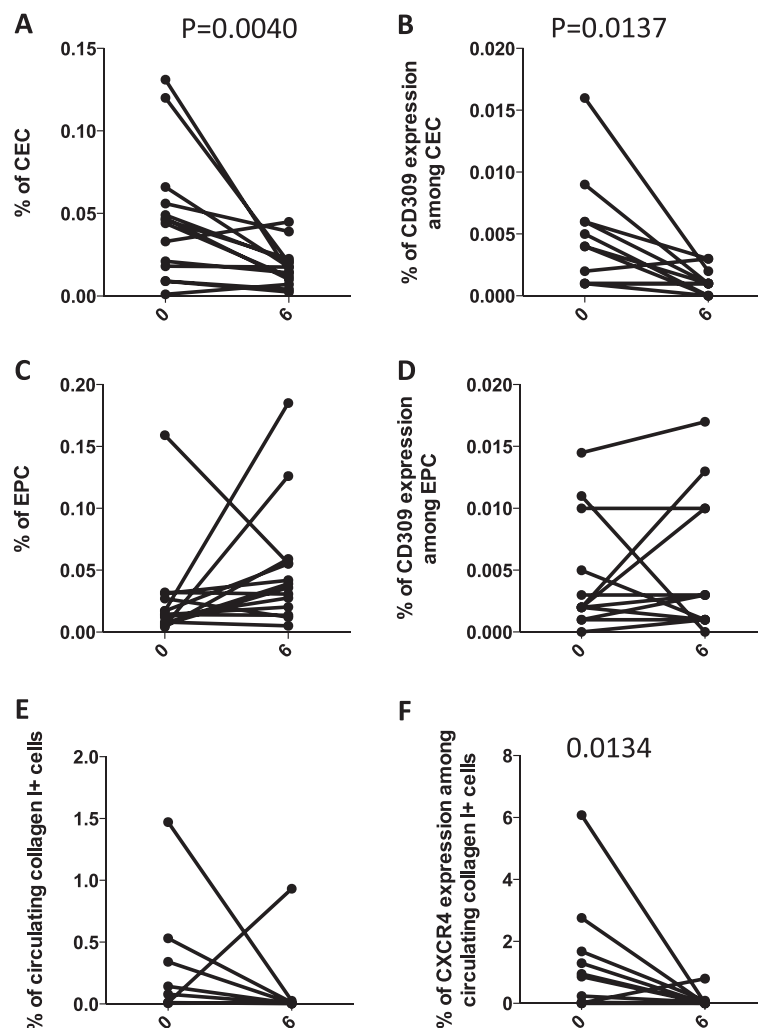 A
P=0.0040
% of CEC
0.15
0.10
0.05
0.00
0
6
B
P=0.0137
% of CD309 expression
among CEC
0.020
0.015
0.010
0.005
0.000
0
6
C
% of EPC
0.20
0.15
0.10
0.05
0.00
0
6
D
% of CD309 expression
among EPC
0.020
0.015
0.010
0.005
0.000
0
6
E
% of circulating collagen I+ cells
2.0
1.5
1.0
0.5
0.0
0
6
F
0.0134
% of CXCR4 expression among
circulating collagen I+ cells
8
6
4
2
0
0
6